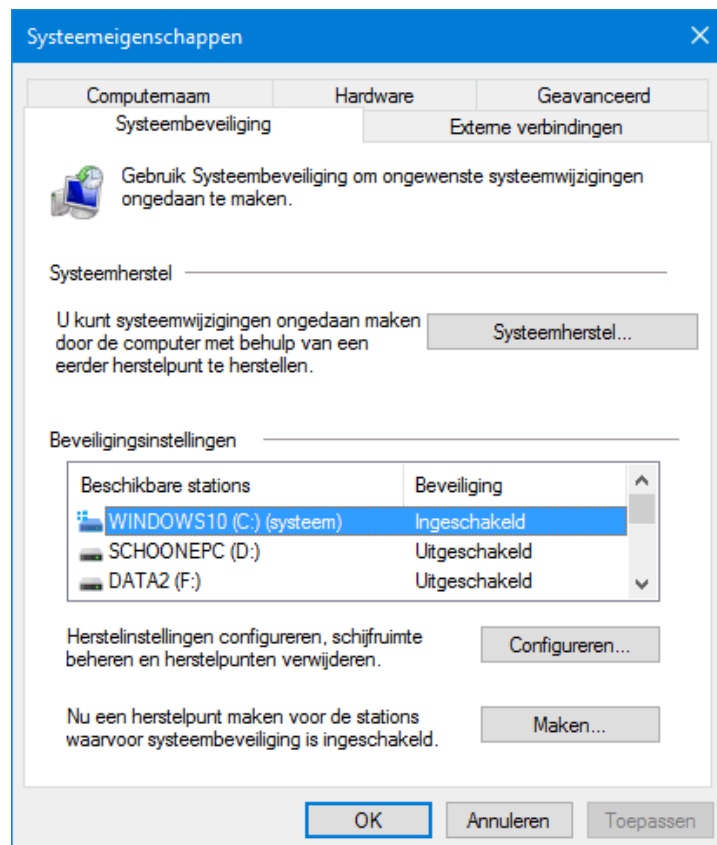 Systeemeigenschappen
Computernaam Hardware Geavanceerd
Systeembeveiliging Externe verbindingen
Gebruik Systeembeveiliging om ongewenste systeemwijzigingen
ongedaan te maken.
Systeemherstel
U kunt systeemwijzigingen ongedaan maken
door de computer met behulp van een
eerder herstelpunt te herstellen.
Systeemherstel...
Beveiligingsinstellingen
Beschikbare stations Beveiliging
WINDOWS10 (C:) (systeem) Ingeschakeld
SCHOONEPC (D:) Uitgeschakeld
DATA2 (F:) Uitgeschakeld
Herstelinstellingen configureren, schijfruimte
beheren en herstelpunten verwijderen.
Configureren...
Nu een herstelpunt maken voor de stations
waarvoor systeembeveiliging is ingeschakeld.
Maken...
OK Annuleren Toepassen